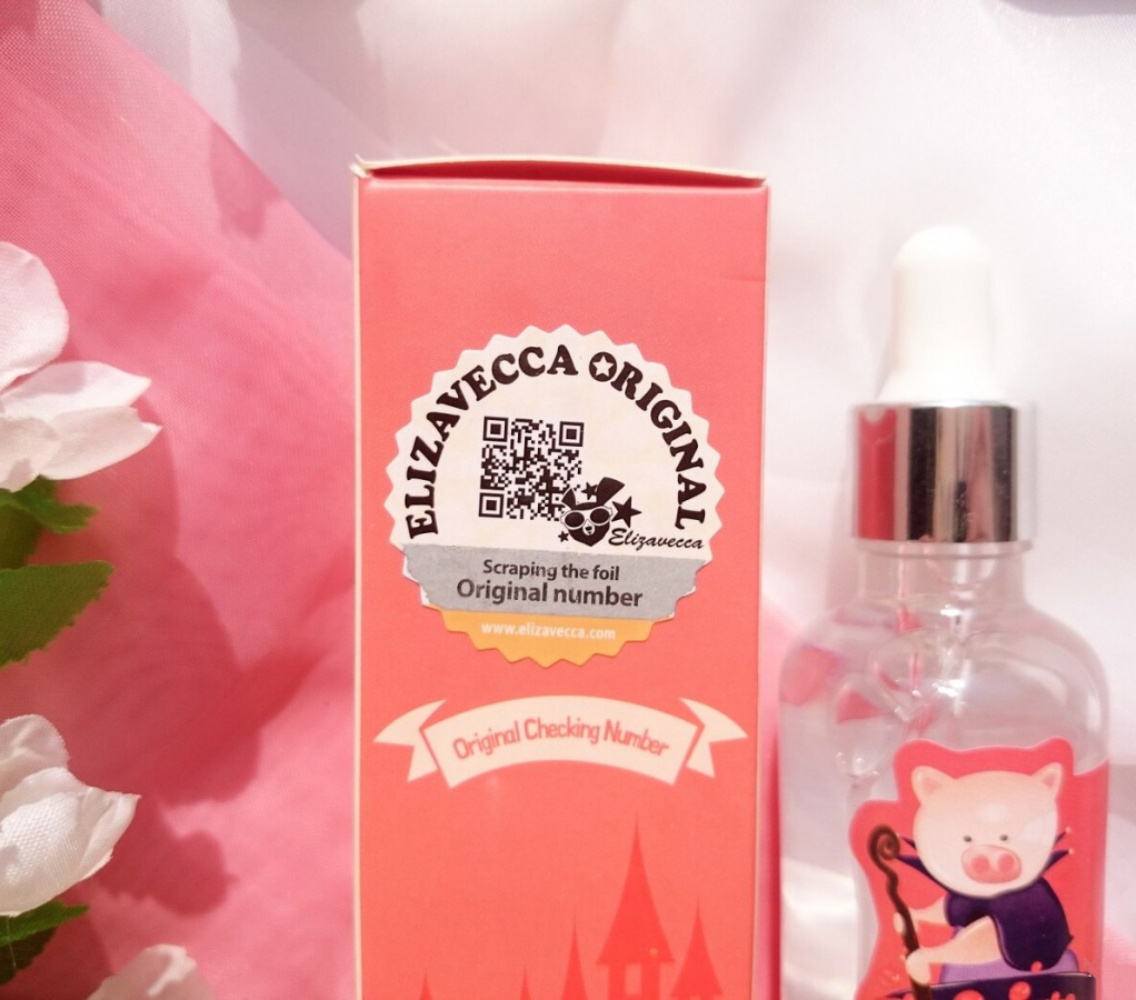 ELIZAVECCA ORIGINAL
Elizavecca
Scraping the foil
Original number
www.elizavecca.com
Original Checking Number